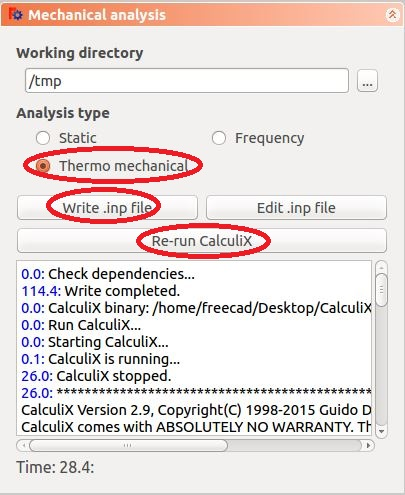 Mechanical analysis
Working directory
/tmp
...
Analysis type
Static
Frequency
Thermo mechanical
Write .inp file
Edit .inp file
Re-run CalculiX
0.0: Check dependencies...
114.4: Write completed.
0.0: CalculiX binary: /home/freecad/Desktop/CalculiX
0.0: Run CalculiX...
0.0: Starting CalculiX...
0.1: CalculiX is running...
26.0: CalculiX stopped.
26.0: ************************************
CalculiX Version 2.9, Copyright(C) 1998-2015 Guido D
CalculiX comes with ABSOLUTELY NO WARRANTY. Th
Time: 28.4: